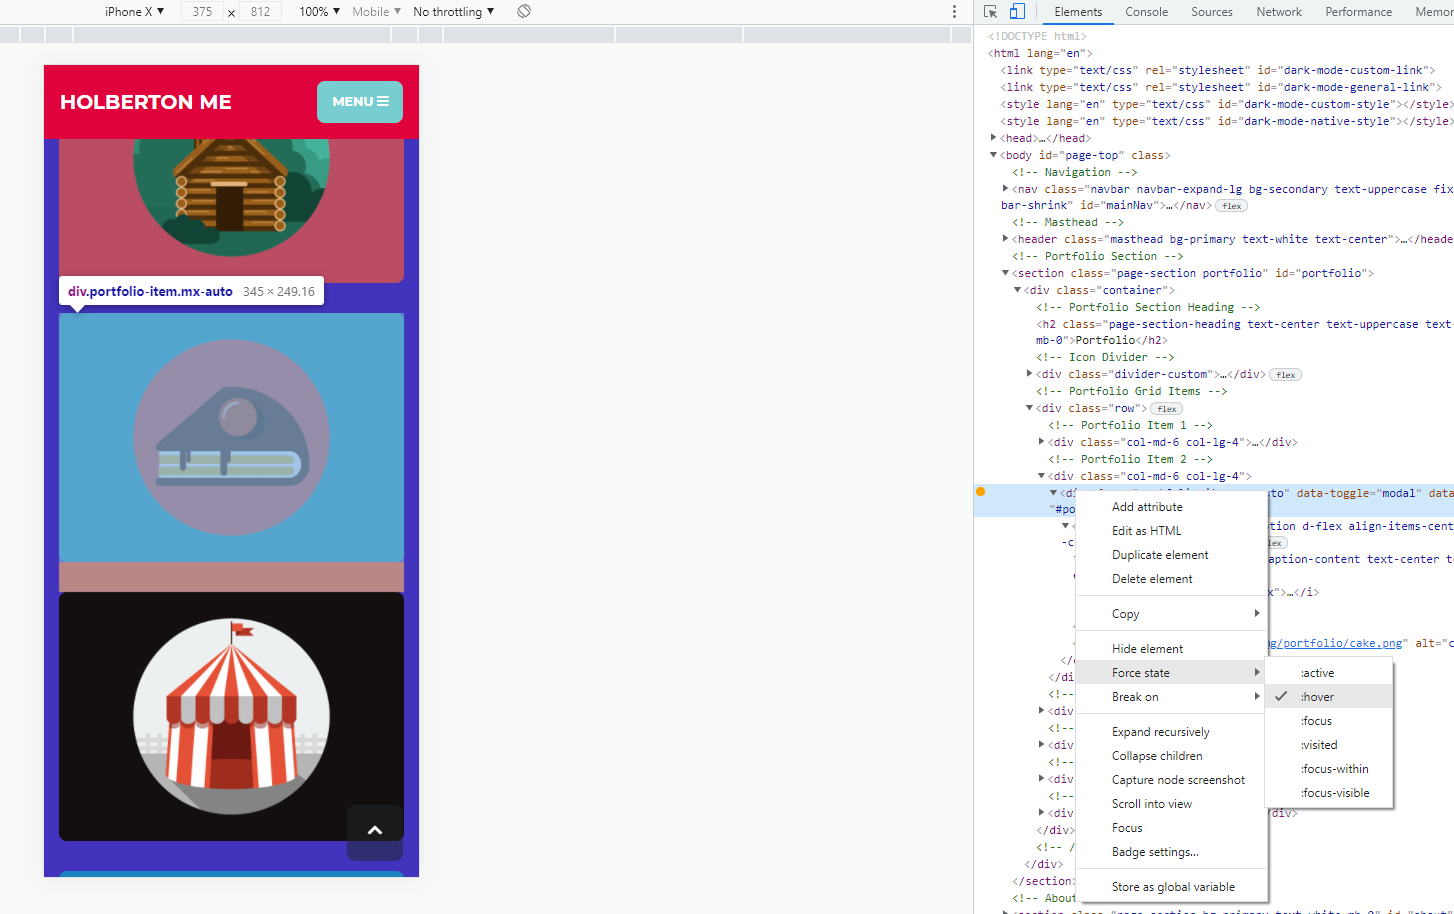 iPhone X ▼ 375 × 812 100% ▼ Mobile ▼ No throttling ▼
Elements Console Sources Network Performance Memor
HOLBERTON ME
MENU
div.portfolio-item.mx-auto 345 × 249.16
<!DOCTYPE html>
<html lang="en">
<link type="text/css" rel="stylesheet" id="dark-mode-custom-link">
<link type="text/css" rel="stylesheet" id="dark-mode-general-link">
<style lang="en" type="text/css" id="dark-mode-custom-style"></style>
<style lang="en" type="text/css" id="dark-mode-native-style"></style>
<head>…</head>
<body id="page-top" class>
<!-- Navigation -->
<nav class="navbar navbar-expand-lg bg-secondary text-uppercase fix
bar-shrink" id="mainNav">…</nav> flex
<!-- Masthead -->
<header class="masthead bg-primary text-white text-center">…</heade
<!-- Portfolio Section -->
<section class="page-section portfolio" id="portfolio">
<div class="container">
<!-- Portfolio Section Heading -->
<h2 class="page-section-heading text-center text-uppercase text-
mb-0">Portfolio</h2>
<!-- Icon Divider -->
<div class="divider-custom">…</div> flex
<!-- Portfolio Grid Items -->
<div class="row"> flex
<!-- Portfolio Item 1 -->
<div class="col-md-6 col-lg-4">…</div>
<!-- Portfolio Item 2 -->
<div class="col-md-6 col-lg-4">
<di uto" data-toggle="modal" data
"#po
< tion d-flex align-items-cent
-c lex
aption-content text-center te
x">…</i>
<
< ng/portfolio/cake.png" alt="c
</
</di
<!--
<div
<!--
<div
<!--
<div
<!--
<div /div>
</div>
<!-- /
</div>
</section>
<!-- About
Add attribute
Edit as HTML
Duplicate element
Delete element
Copy
Hide element
Force state
Break on
Expand recursively
Collapse children
Capture node screenshot
Scroll into view
Focus
Badge settings...
Store as global variable
:active
:hover
:focus
:visited
:focus-within
:focus-visible